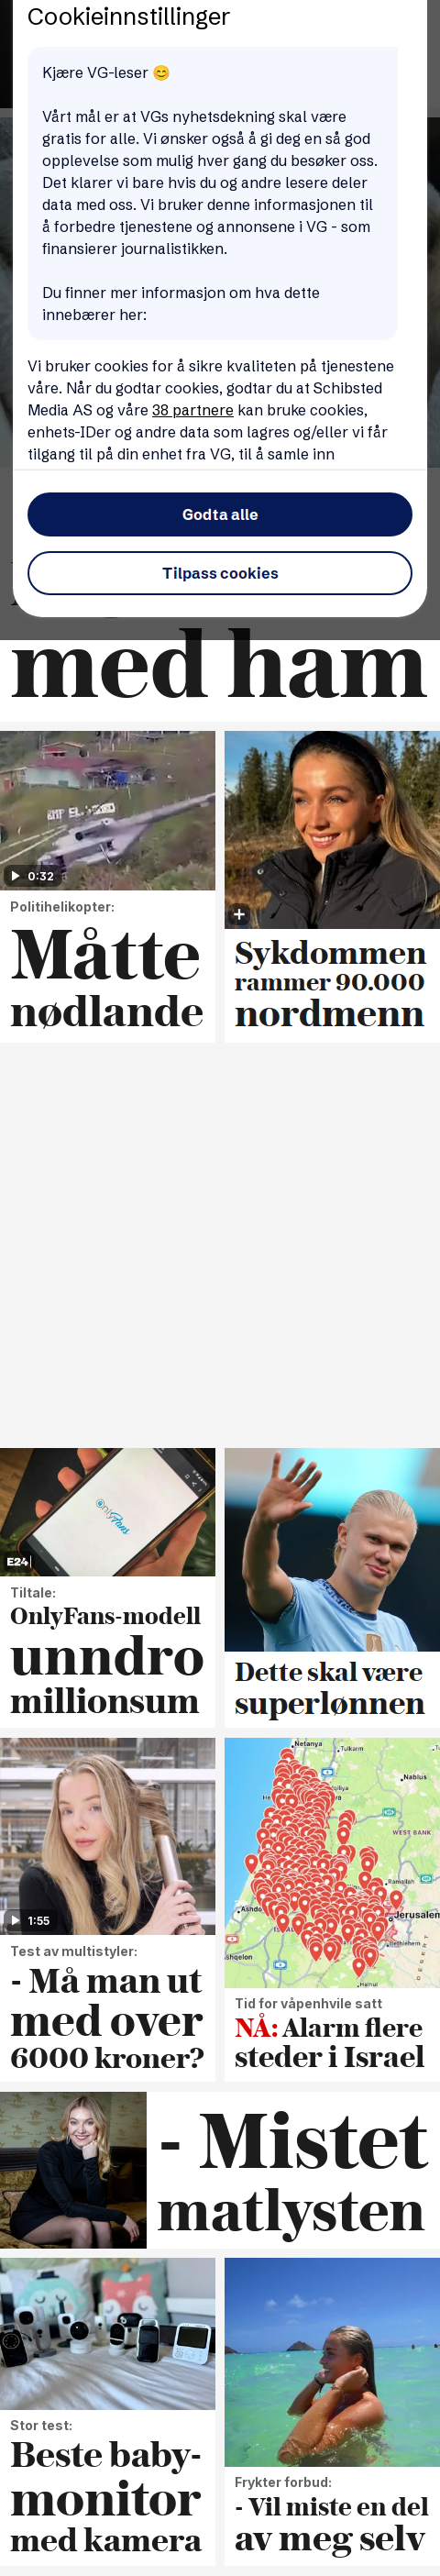 Cookieinnstillinger
Kjære VG-leser 😊
Vårt mål er at VGs nyhetsdekning skal være
gratis for alle. Vi ønsker også å gi deg en så god
opplevelse som mulig hver gang du besøker oss.
Det klarer vi bare hvis du og andre lesere deler
data med oss. Vi bruker denne informasjonen til
å forbedre tjenestene og annonsene i VG - som
finansierer journalistikken.
Du finner mer informasjon om hva dette
innebærer her:
Vi bruker cookies for å sikre kvaliteten på tjenestene
våre. Når du godtar cookies, godtar du at Schibsted
Media AS og våre 38 partnere kan bruke cookies,
enhets-IDer og andre data som lagres og/eller vi får
tilgang til på din enhet fra VG, til å samle inn
Godta alle
Tilpass cookies
med ham
0:32
Politihelikopter:
Måtte
nødlande
Sykdommen
rammer 90.000
nordmenn
OnlyFans
E24
Tiltale:
OnlyFans-modell
unndro
millionsum
Dette skal være
superlønnen
1:55
Test av multistyler:
- Må man ut
med over
6000 kroner?
Netanya
Tulkarm
Nablus
WEST BANK
Ramallah
Jerusalem
Bethlehem
Tid for våpenhvile satt
NÅ: Alarm flere
steder i Israel
- Mistet
matlysten
Stor test:
Beste baby-
monitor
med kamera
Frykter forbud:
- Vil miste en del
av meg selv